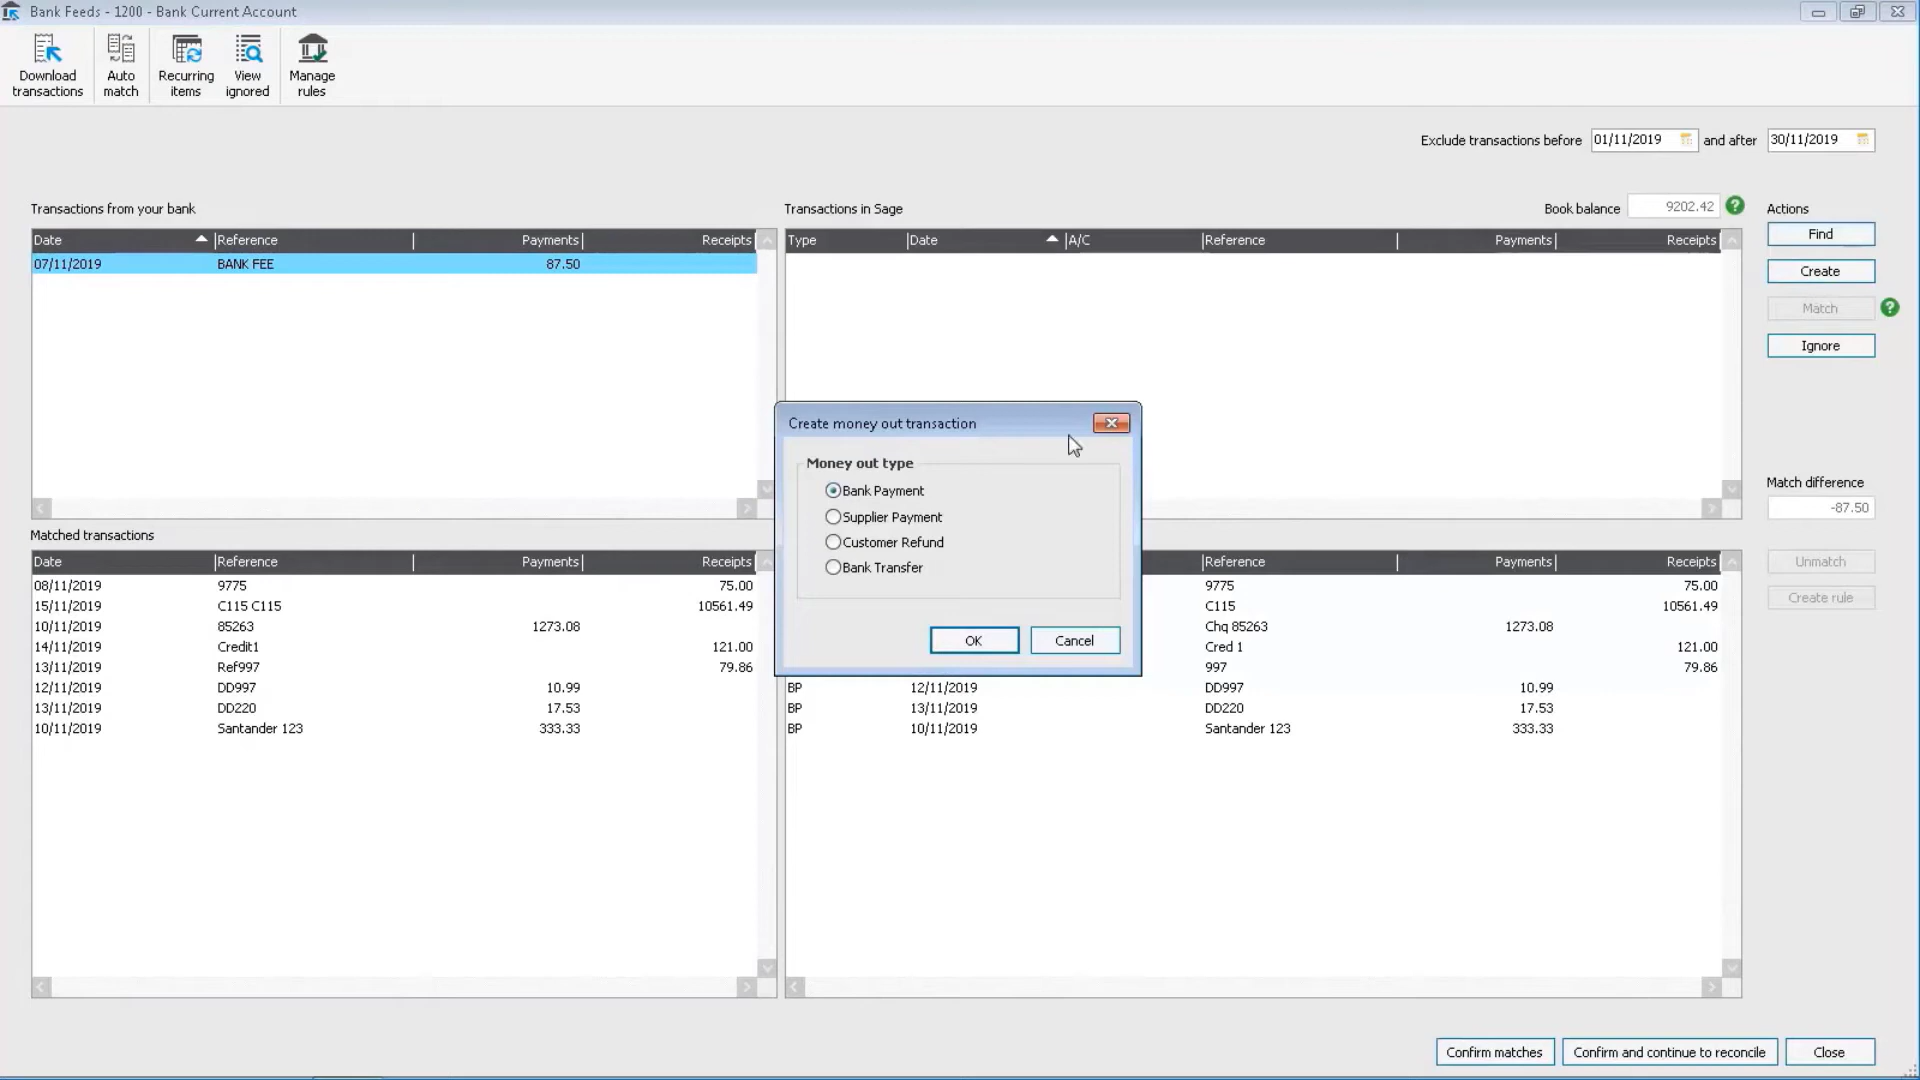 Bank Feeds - 1200 - Bank Current Account
Download transactions
Auto match
Recurring items
View ignored
Manage rules
Exclude transactions before 01/11/2019 and after 30/11/2019
Transactions from your bank
Transactions in Sage
Book balance 9202.42 ?
Actions
Date Reference Payments Receipts
07/11/2019 BANK FEE 87.50
Type Date A/C Reference Payments Receipts
Find
Create
Match ?
Ignore
Create money out transaction
Money out type
Bank Payment
Supplier Payment
Customer Refund
Bank Transfer
OK Cancel
Match difference
-87.50
Unmatch
Create rule
Matched transactions
Date Reference Payments Receipts
08/11/2019 9775 75.00
15/11/2019 C115 C115 10561.49
10/11/2019 85263 1273.08
14/11/2019 Credit1 121.00
13/11/2019 Ref997 79.86
12/11/2019 DD997 10.99
13/11/2019 DD220 17.53
10/11/2019 Santander 123 333.33
Reference Payments Receipts
9775 75.00
C115 10561.49
Chq 85263 1273.08
Cred 1 121.00
997 79.86
BP 12/11/2019 DD997 10.99
BP 13/11/2019 DD220 17.53
BP 10/11/2019 Santander 123 333.33
Confirm matches Confirm and continue to reconcile Close